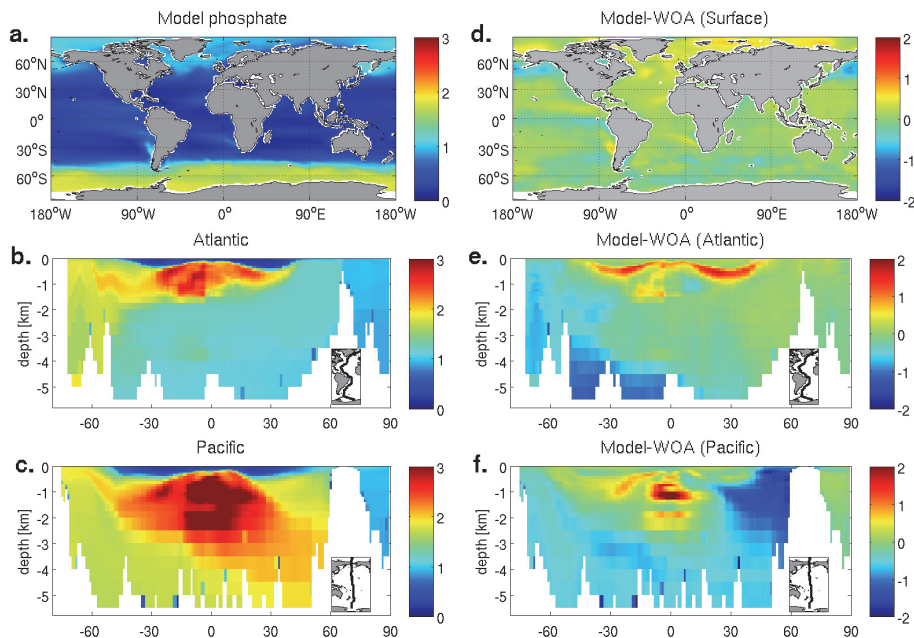 Model phosphate
a.
60°N
30°N
0°
30°S
60°S
180°W 90°W 0° 90°E 180°W
3
2
1
0
Model-WOA (Surface)
d.
60°N
30°N
0°
30°S
60°S
180°W 90°W 0° 90°E 180°W
2
1
0
-1
-2
Atlantic
b.
depth [km]
0
-1
-2
-3
-4
-5
-60 -30 0 30 60 90
3
2
1
0
Model-WOA (Atlantic)
e.
depth [km]
0
-1
-2
-3
-4
-5
-60 -30 0 30 60 90
2
1
0
-1
-2
Pacific
c.
depth [km]
0
-1
-2
-3
-4
-5
-60 -30 0 30 60 90
3
2
1
0
Model-WOA (Pacific)
f.
depth [km]
0
-1
-2
-3
-4
-5
-60 -30 0 30 60 90
2
1
0
-1
-2